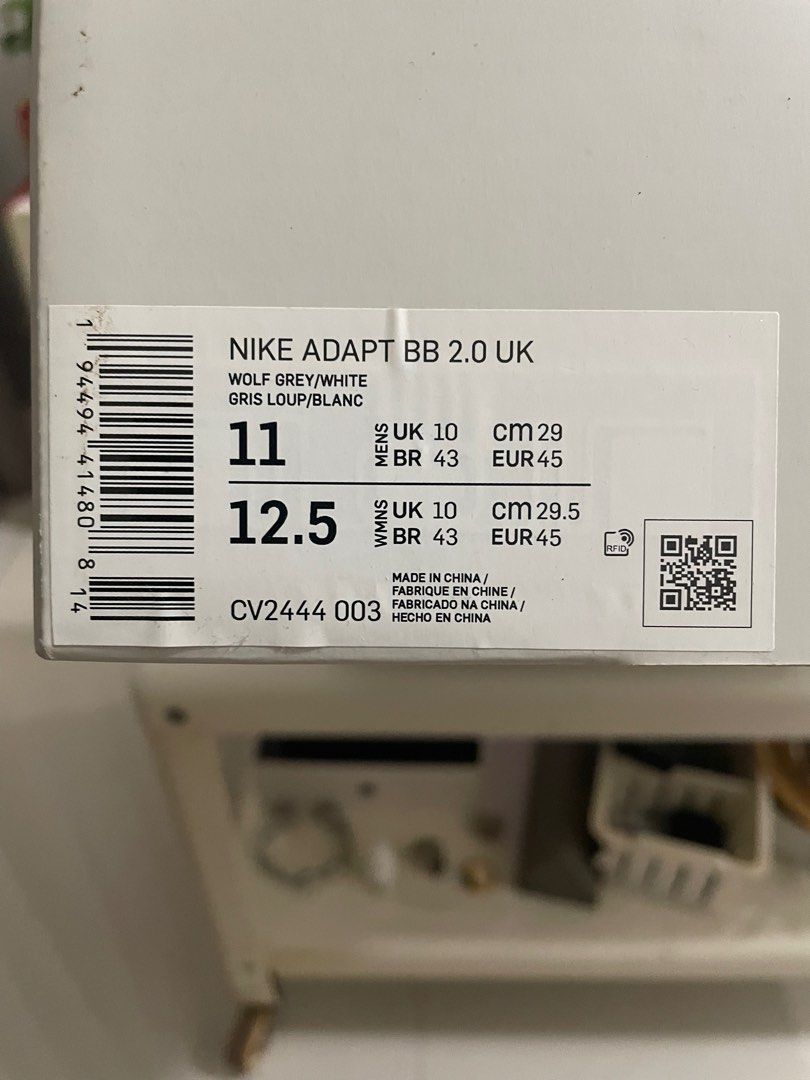 NIKE ADAPT BB 2.0 UK
WOLF GREY/WHITE
GRIS LOUP/BLANC
11 MENS UK 10 cm 29
BR 43 EUR 45
12.5 WMNS UK 10 cm 29.5
BR 43 EUR 45
RFID
CV2444 003
MADE IN CHINA /
FABRIQUE EN CHINE /
FABRICADO NA CHINA /
HECHO EN CHINA
1 94494 41480 8 14